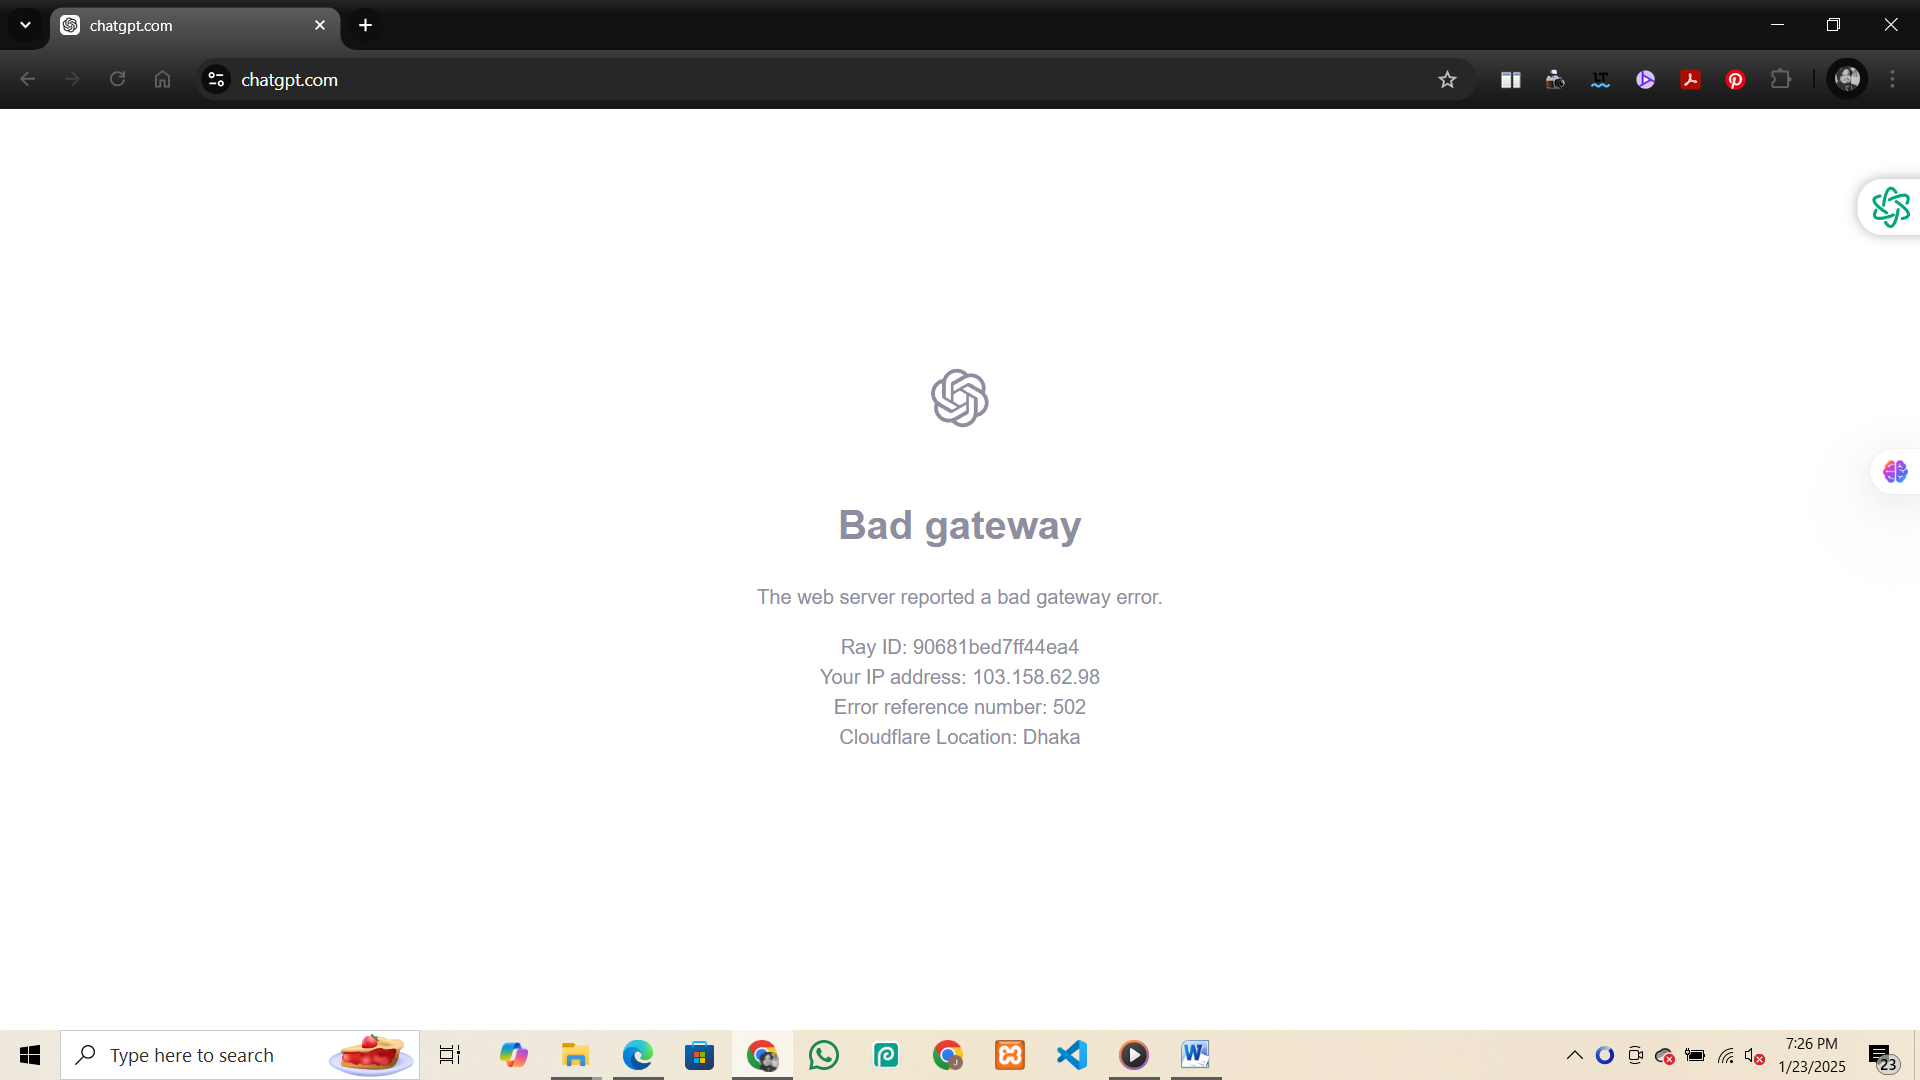 chatgpt.com
chatgpt.com
LT
Bad gateway
The web server reported a bad gateway error.
Ray ID: 90681bed7ff44ea4
Your IP address: 103.158.62.98
Error reference number: 502
Cloudflare Location: Dhaka
Type here to search
7:26 PM
1/23/2025
23